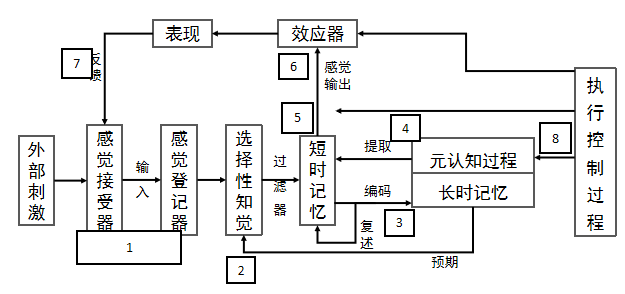 表现
效应器
7
反馈
6
感觉
输出
5
4
8
执行控制过程
外部刺激
感觉接受器
输入
感觉登记器
选择性知觉
过滤器
短时记忆
提取
元认知过程
编码
长时记忆
3
复述
1
2
预期